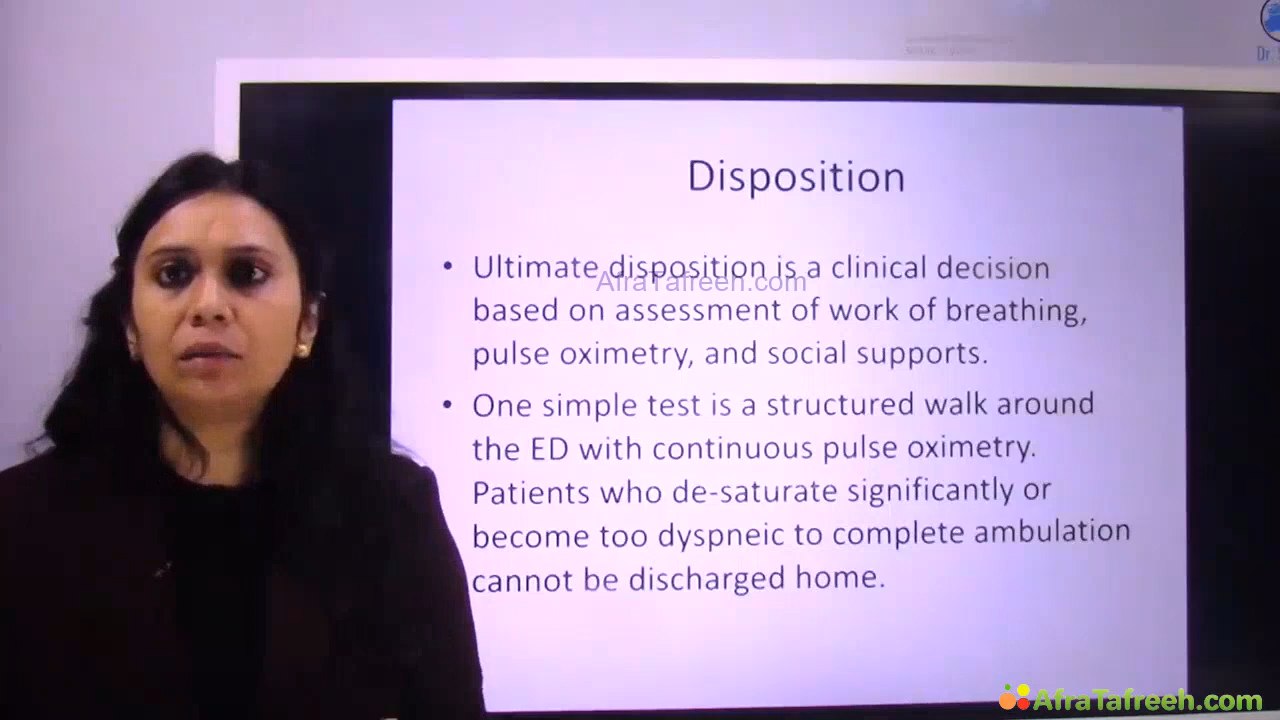 Dr
Disposition
• Ultimate disposition is a clinical decision
based on assessment of work of breathing,
pulse oximetry, and social supports.
AfraTafreeh.com
• One simple test is a structured walk around
the ED with continuous pulse oximetry.
Patients who de-saturate significantly or
become too dyspneic to complete ambulation
cannot be discharged home.
AfraTafreeh.com